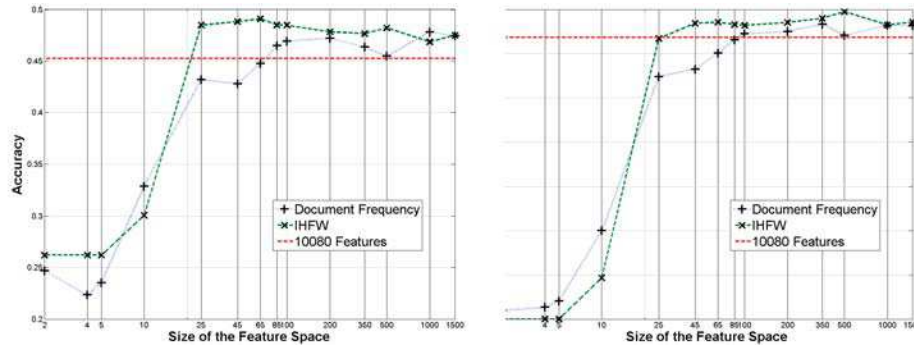 0.5
0.45
0.4
0.35
0.3
0.25
0.2
Accuracy
Document Frequency
IHFW
10080 Features
2 4 5 10 25 45 65 85 100 200 350 500 1000 1500
Size of the Feature Space
Document Frequency
IHFW
10080 Features
4 5 10 25 45 65 85 100 200 350 500 1000
Size of the Feature Space